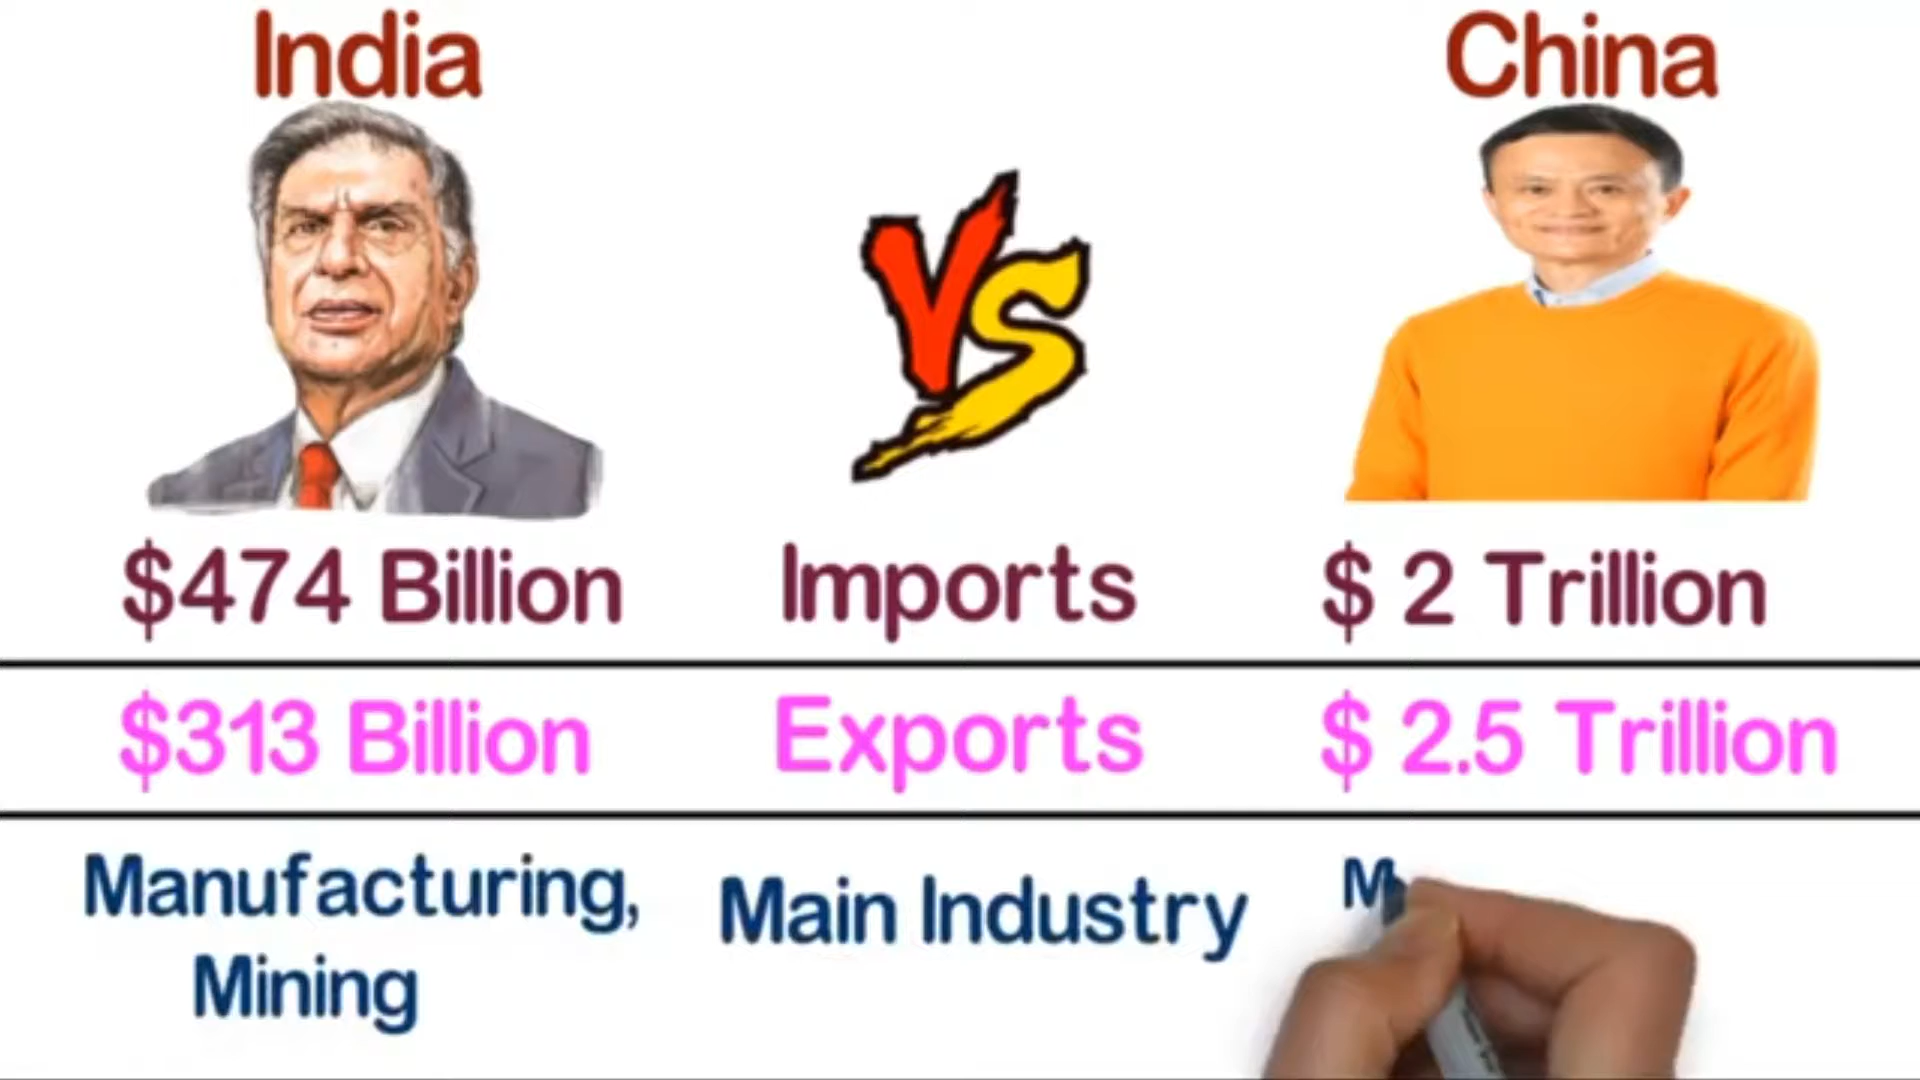 India
China
VS
$474 Billion Imports $ 2 Trillion
$313 Billion Exports $ 2.5 Trillion
Manufacturing,
Mining
Main Industry
M